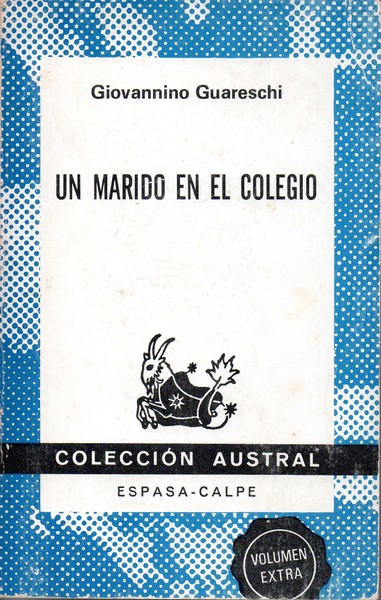 Giovannino Guareschi
UN MARIDO EN EL COLEGIO
COLECCIÓN AUSTRAL
ESPASA-CALPE
VOLUMEN
EXTRA